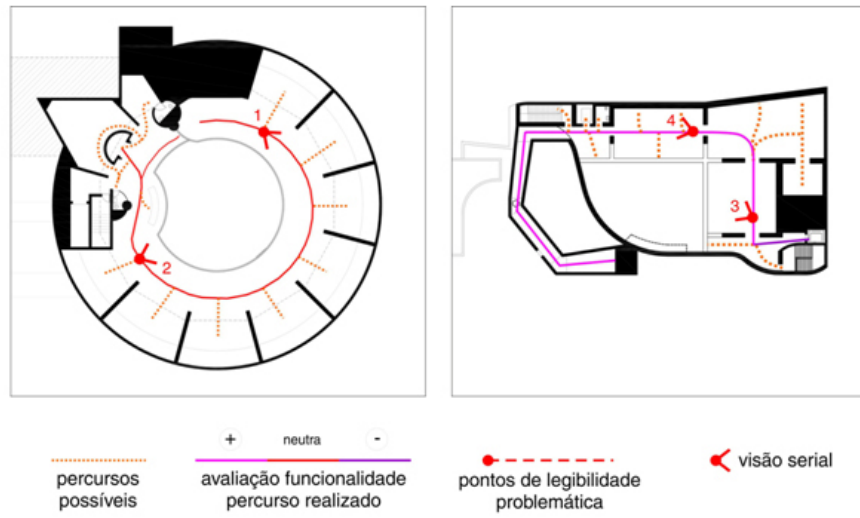 1
2
4
3
+ neutra -
percursos
possíveis
avaliação funcionalidade
percurso realizado
pontos de legibilidade
problemática
visão serial